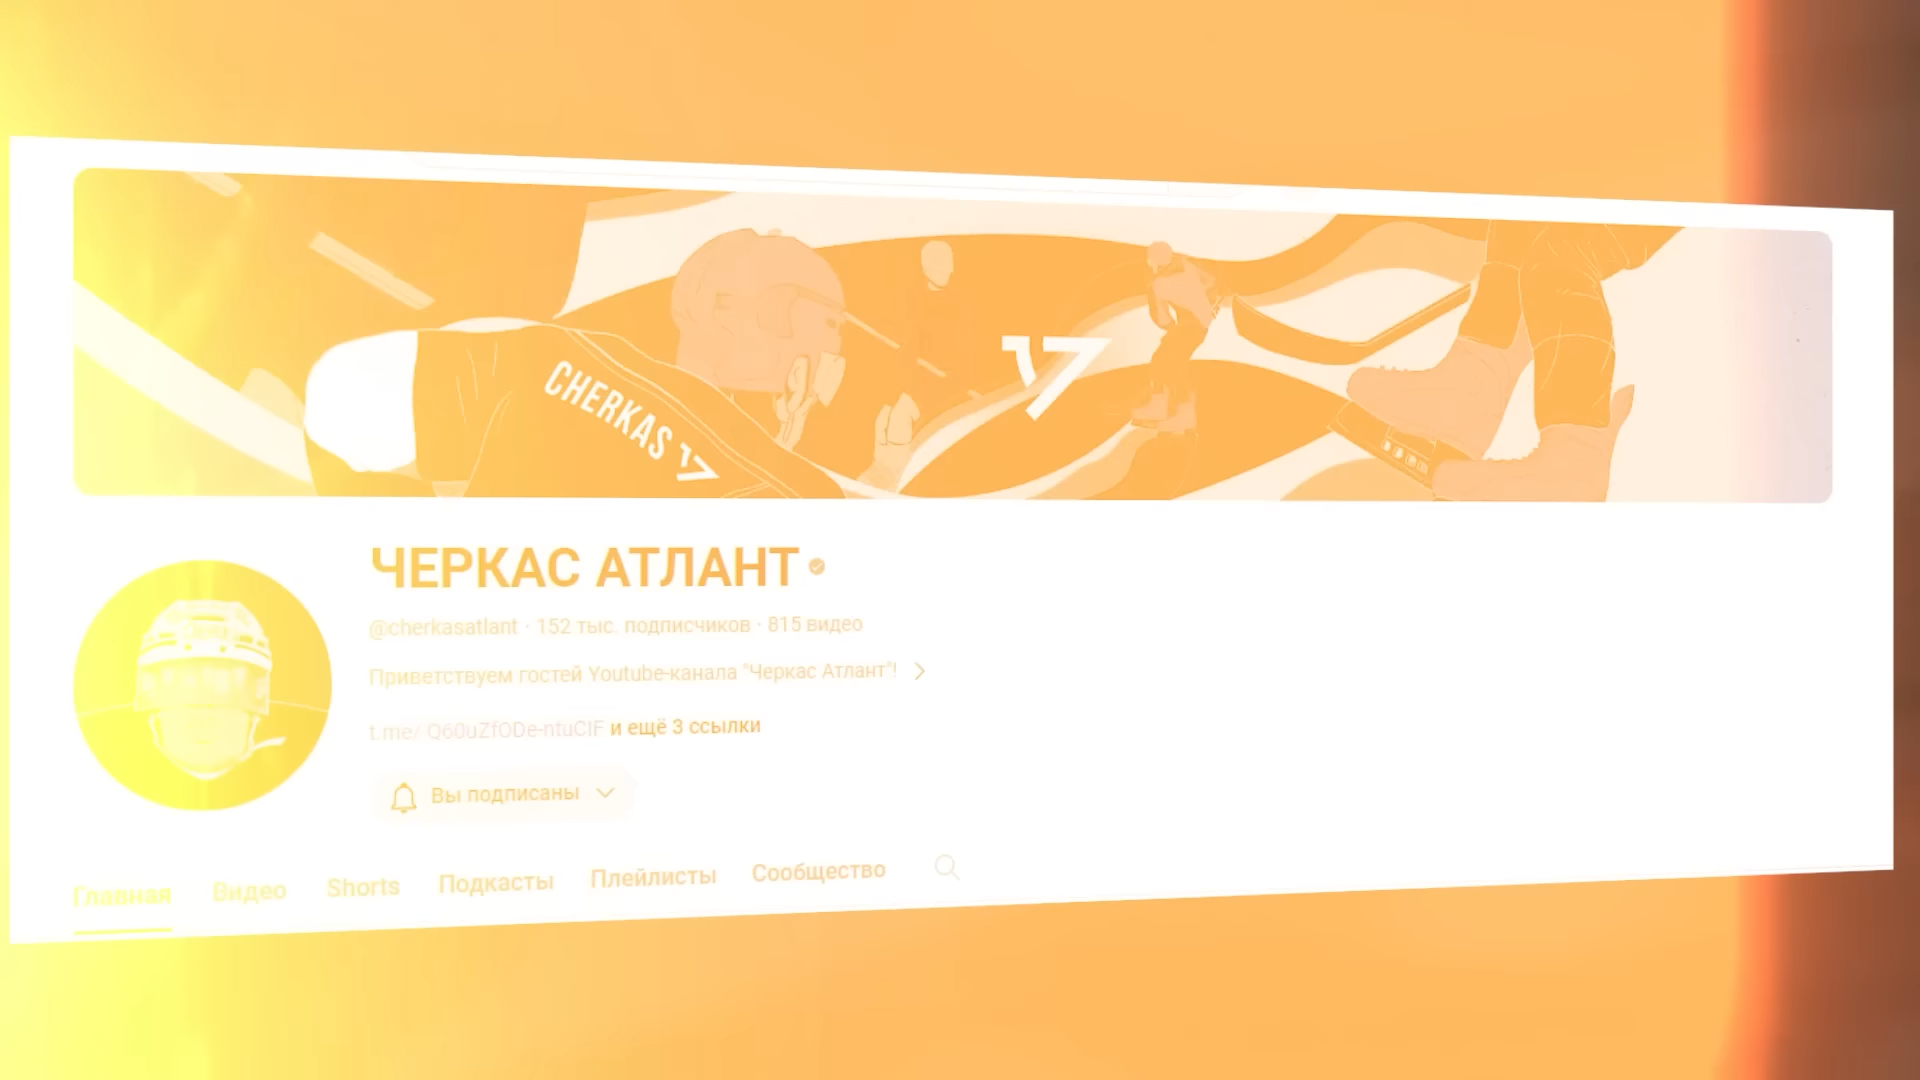 CHERKAS 17
17
ЧЕРКАС АТЛАНТ
@cherkasatlant · 152 тыс. подписчиков · 815 видео
Приветствуем гостей Youtube-канала "Черкас Атлант"!
t.me/ Q60uZfODe-ntuCIF и ещё 3 ссылки
Вы подписаны
Главная Видео Shorts Подкасты Плейлисты Сообщество